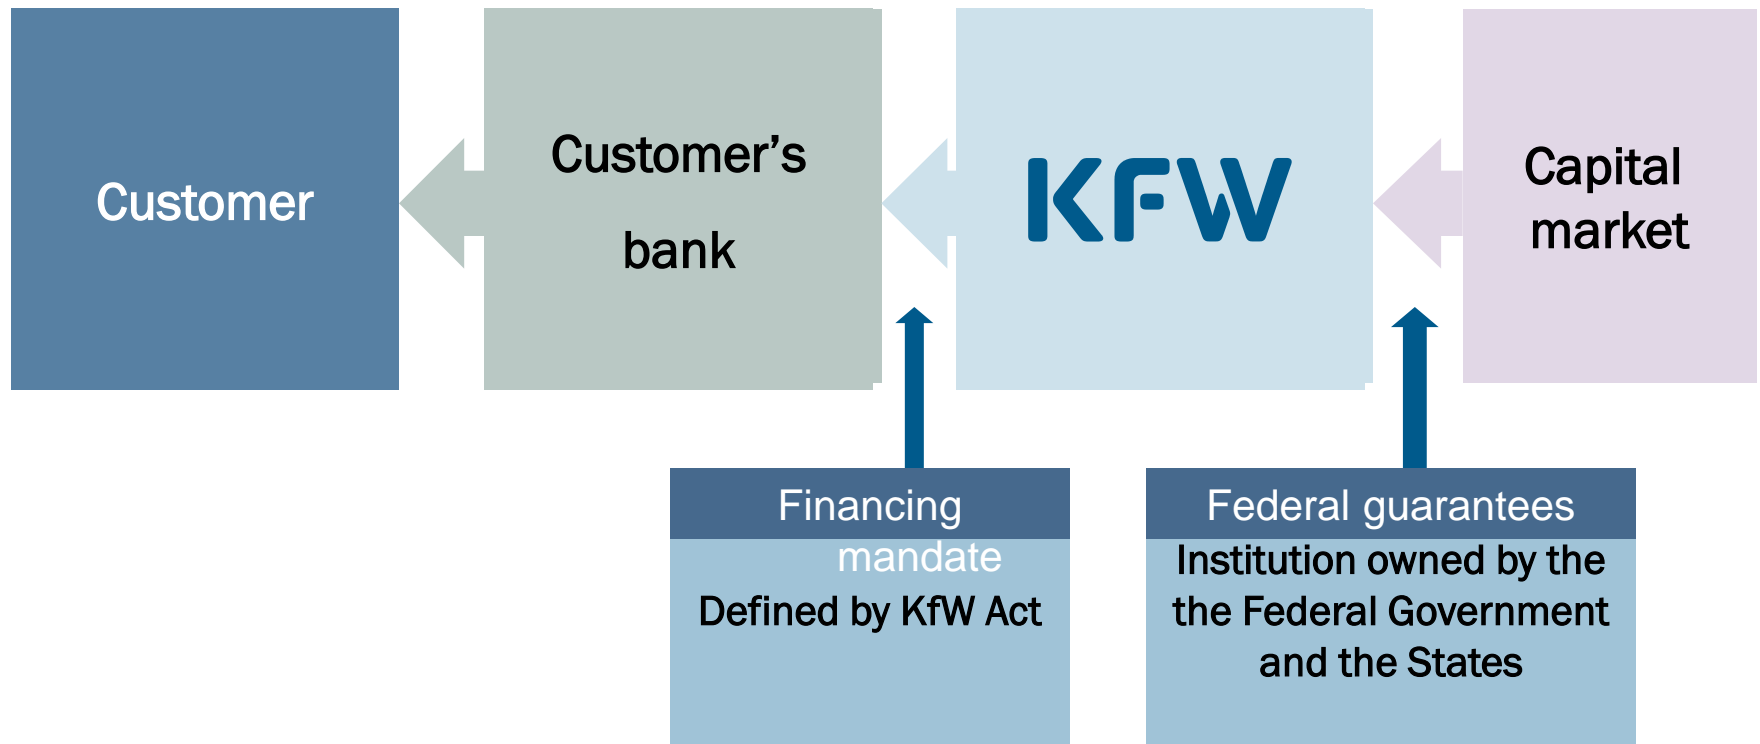 Customer
Customer's
bank
KFW
Capital
market
Financing
mandate
Defined by KfW Act
Federal guarantees
Institution owned by the
the Federal Government
and the States